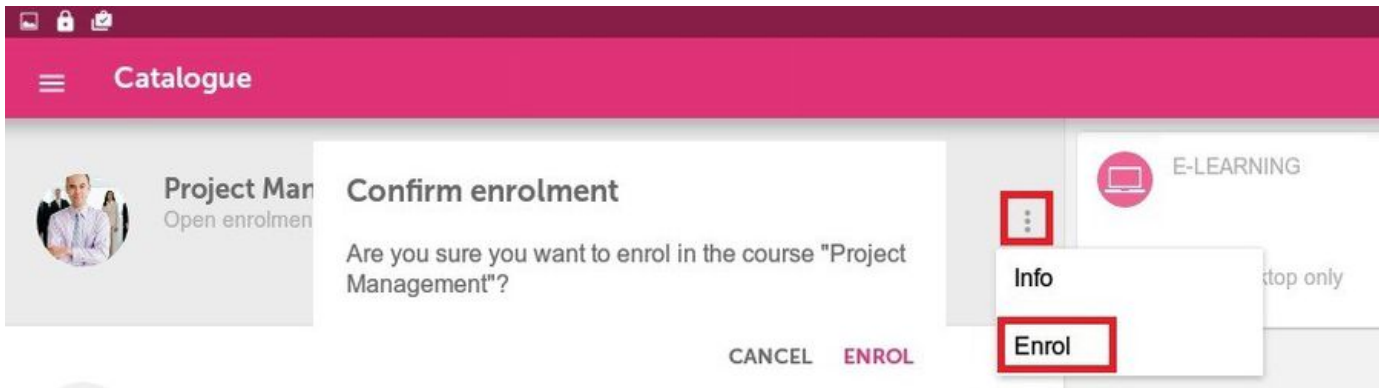 Catalogue
Project Man
Open enrolmen
Confirm enrolment
Are you sure you want to enrol in the course "Project
Management"?
CANCEL ENROL
Info
Enrol
E-LEARNING
ktop only